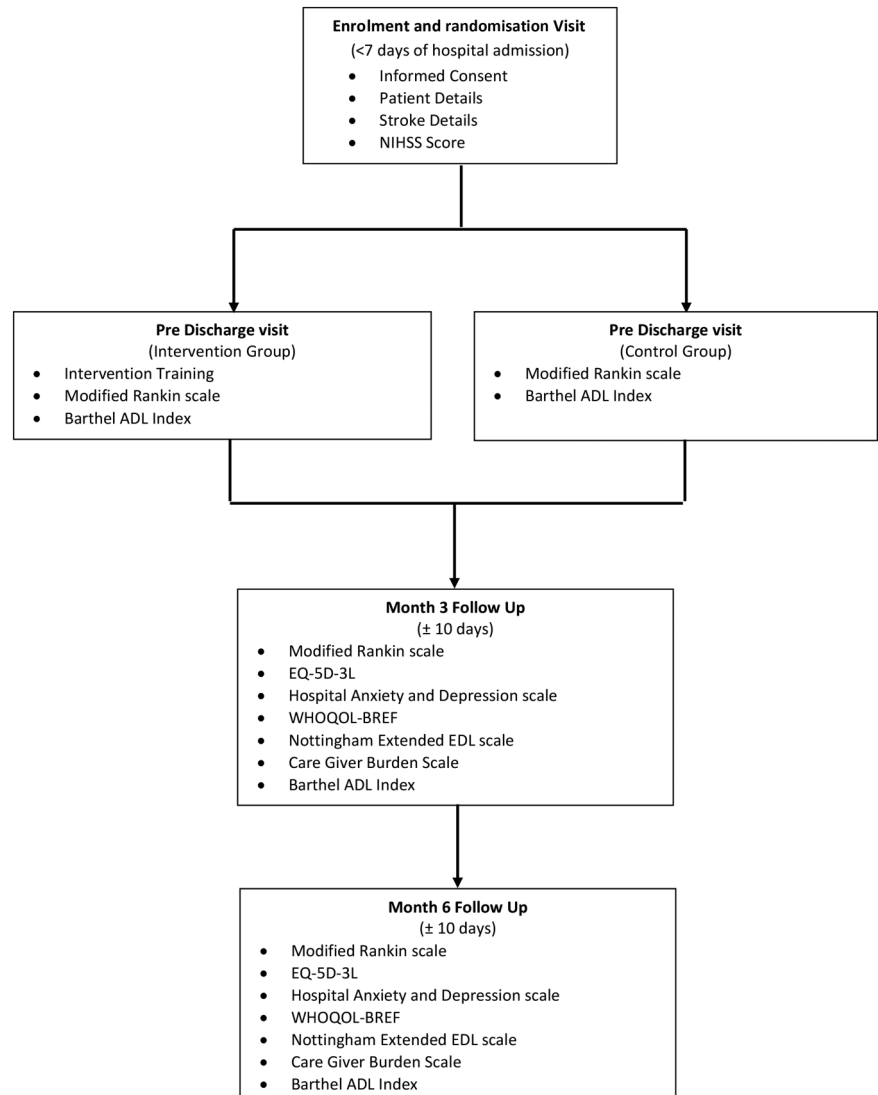 Enrolment and randomisation Visit
(<7 days of hospital admission)
• Informed Consent
• Patient Details
• Stroke Details
• NIHSS Score
Pre Discharge visit
(Intervention Group)
• Intervention Training
• Modified Rankin scale
• Barthel ADL Index
Pre Discharge visit
(Control Group)
• Modified Rankin scale
• Barthel ADL Index
Month 3 Follow Up
(± 10 days)
• Modified Rankin scale
• EQ-5D-3L
• Hospital Anxiety and Depression scale
• WHOQOL-BREF
• Nottingham Extended EDL scale
• Care Giver Burden Scale
• Barthel ADL Index
Month 6 Follow Up
(± 10 days)
• Modified Rankin scale
• EQ-5D-3L
• Hospital Anxiety and Depression scale
• WHOQOL-BREF
• Nottingham Extended EDL scale
• Care Giver Burden Scale
• Barthel ADL Index